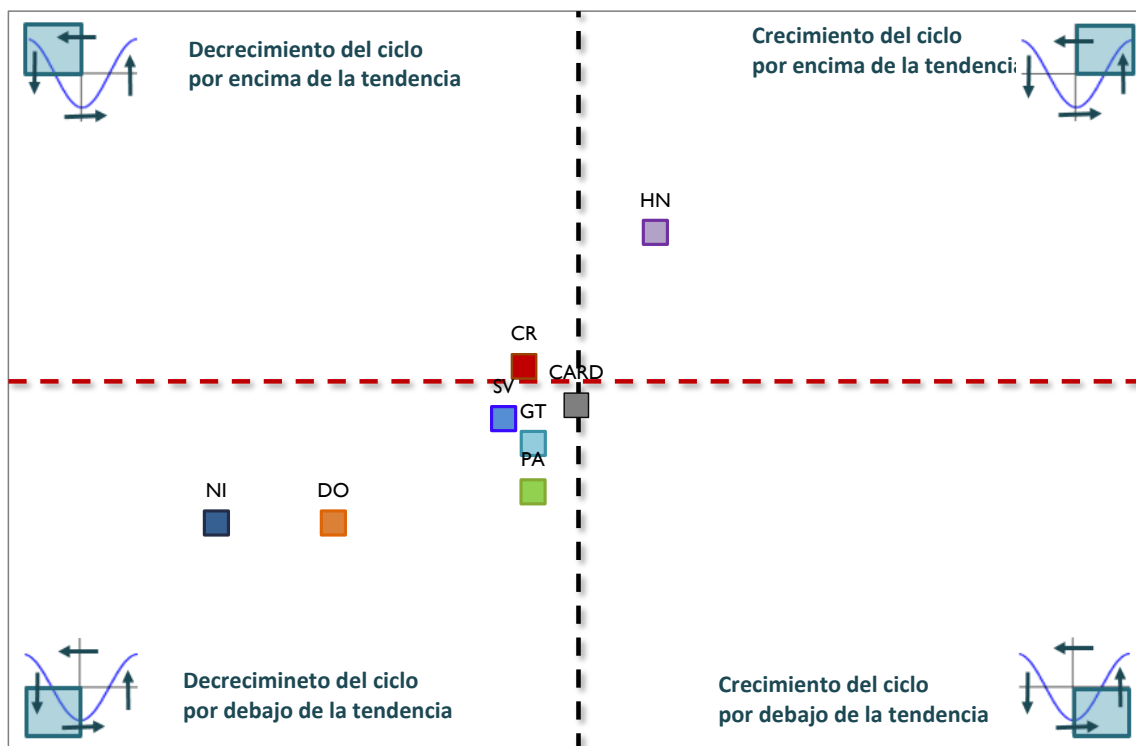 Decrecimiento del ciclo
por encima de la tendencia
Crecimiento del ciclo
por encima de la tendencia
HN
CR
CARD
SV
GT
PA
NI
DO
Decrecimineto del ciclo
por debajo de la tendencia
Crecimiento del ciclo
por debajo de la tendencia